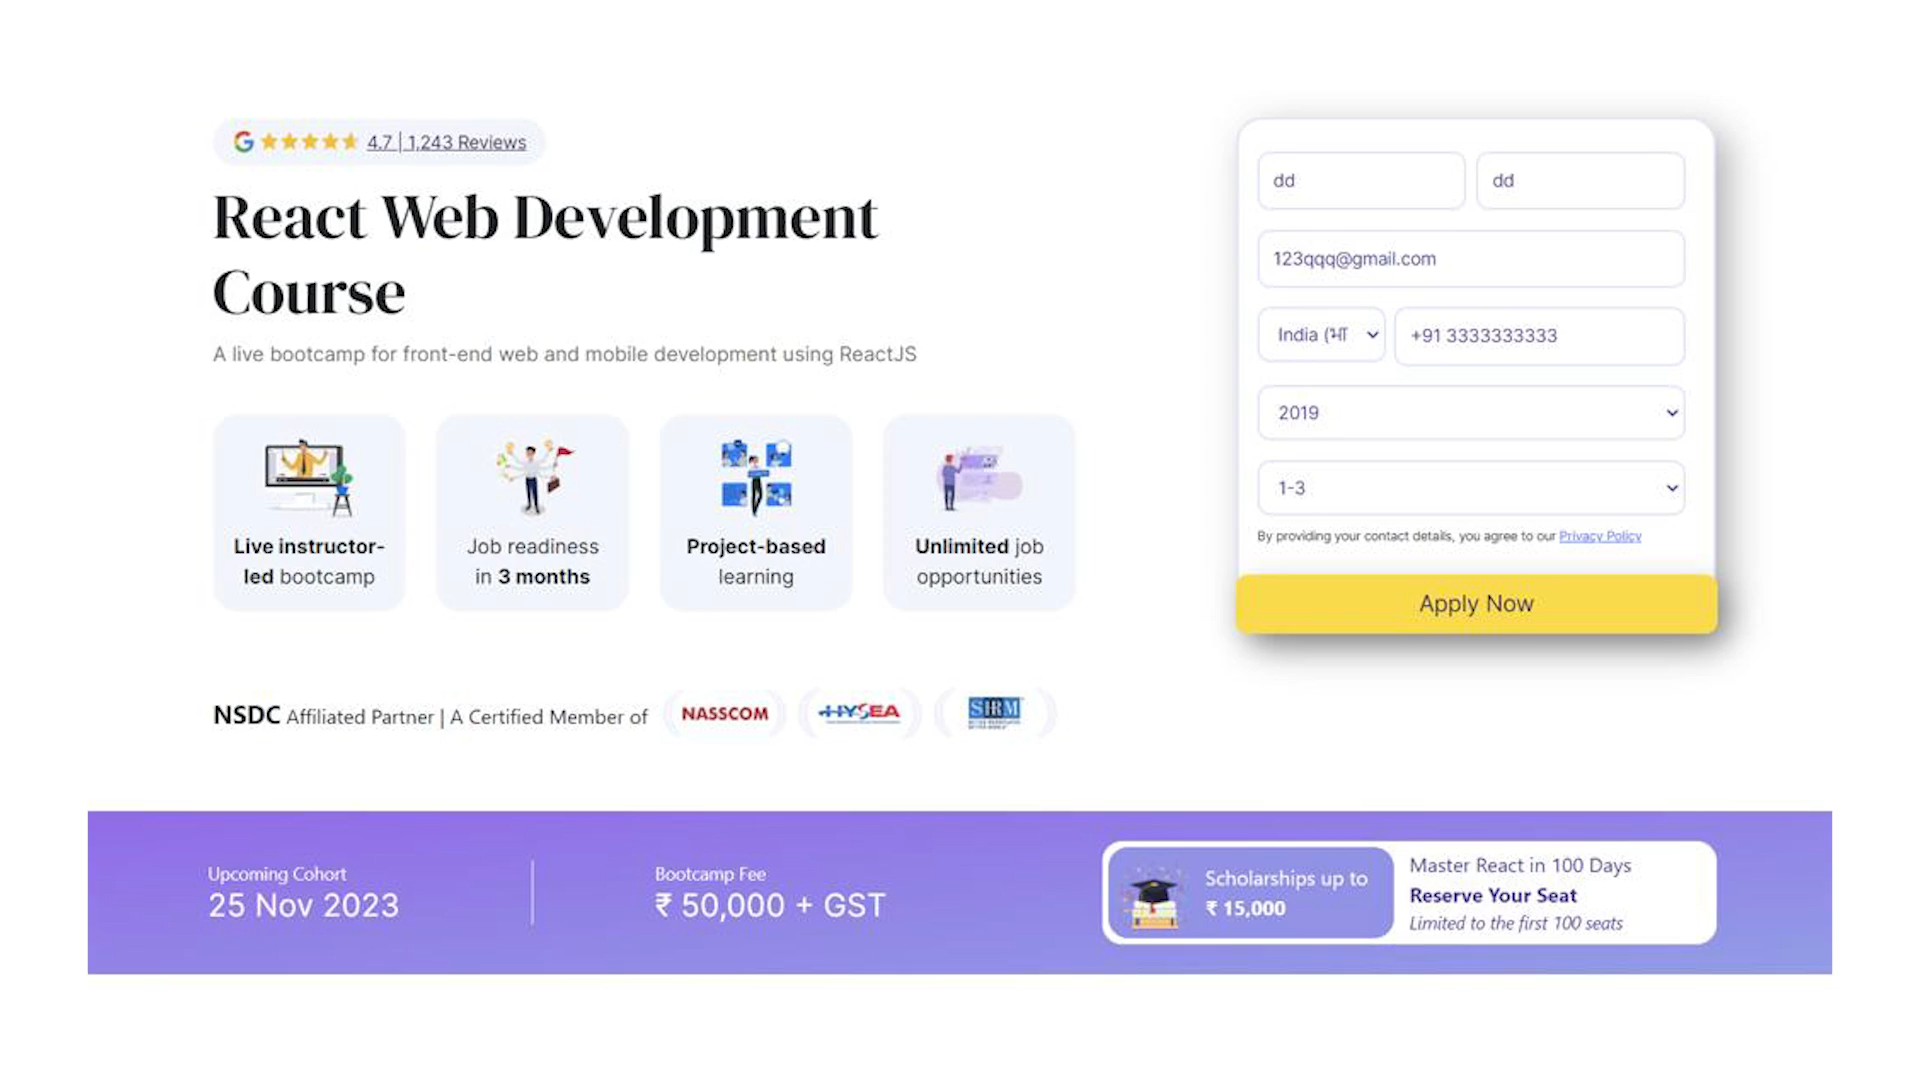 4.7 | 1,243 Reviews
React Web Development
Course
A live bootcamp for front-end web and mobile development using ReactJS
Live instructor-
led bootcamp
Job readiness
in 3 months
Project-based
learning
Unlimited job
opportunities
NSDC Affiliated Partner | A Certified Member of
NASSCOM
HYSEA
SHRM
dd
dd
123qqq@gmail.com
India (भा
+91 3333333333
2019
1-3
By providing your contact details, you agree to our Privacy Policy
Apply Now
Upcoming Cohort
25 Nov 2023
Bootcamp Fee
₹ 50,000 + GST
Scholarships up to
₹ 15,000
Master React in 100 Days
Reserve Your Seat
Limited to the first 100 seats